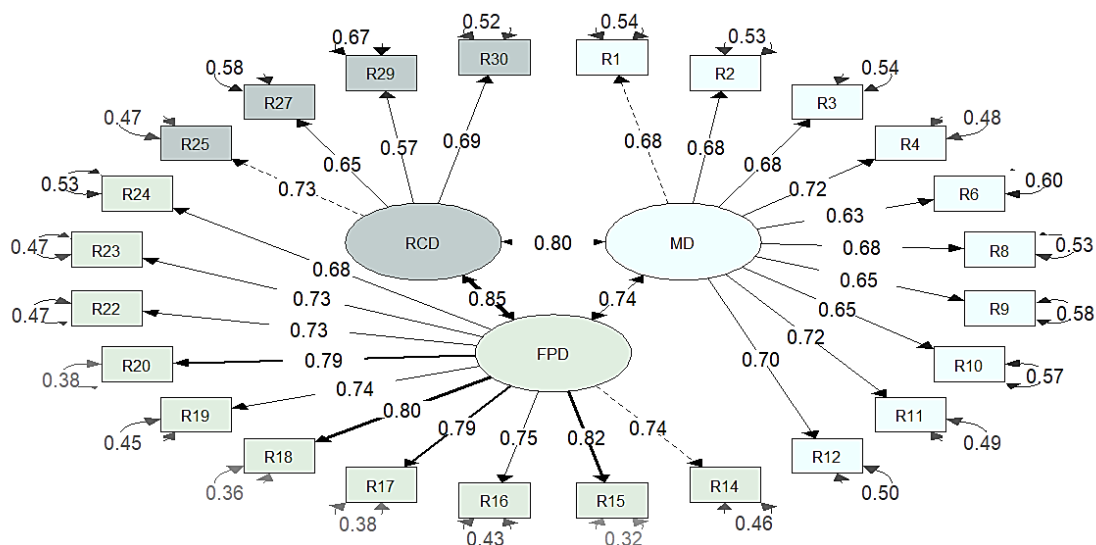 0.52
0.54
0.67
R30
R1
0.53
R29
R2
0.58
0.54
R27
R3
0.47
0.48
R25
R4
0.69
0.68
0.57
0.68
0.65
0.68
0.53
R24
0.73
0.72
0.60
R6
0.63
0.47
R23
RCD
0.80
MD
0.68
R8
0.53
0.68
0.65
0.73
0.85
0.74
0.47
R22
0.65
R9
0.58
0.73
0.72
0.38
R20
0.79
FPD
0.70
R10
0.57
0.74
0.45
R19
0.80
0.79
0.75
0.82
0.74
R11
0.49
R18
R12
0.36
R17
R16
R15
R14
0.50
0.38
0.43
0.32
0.46